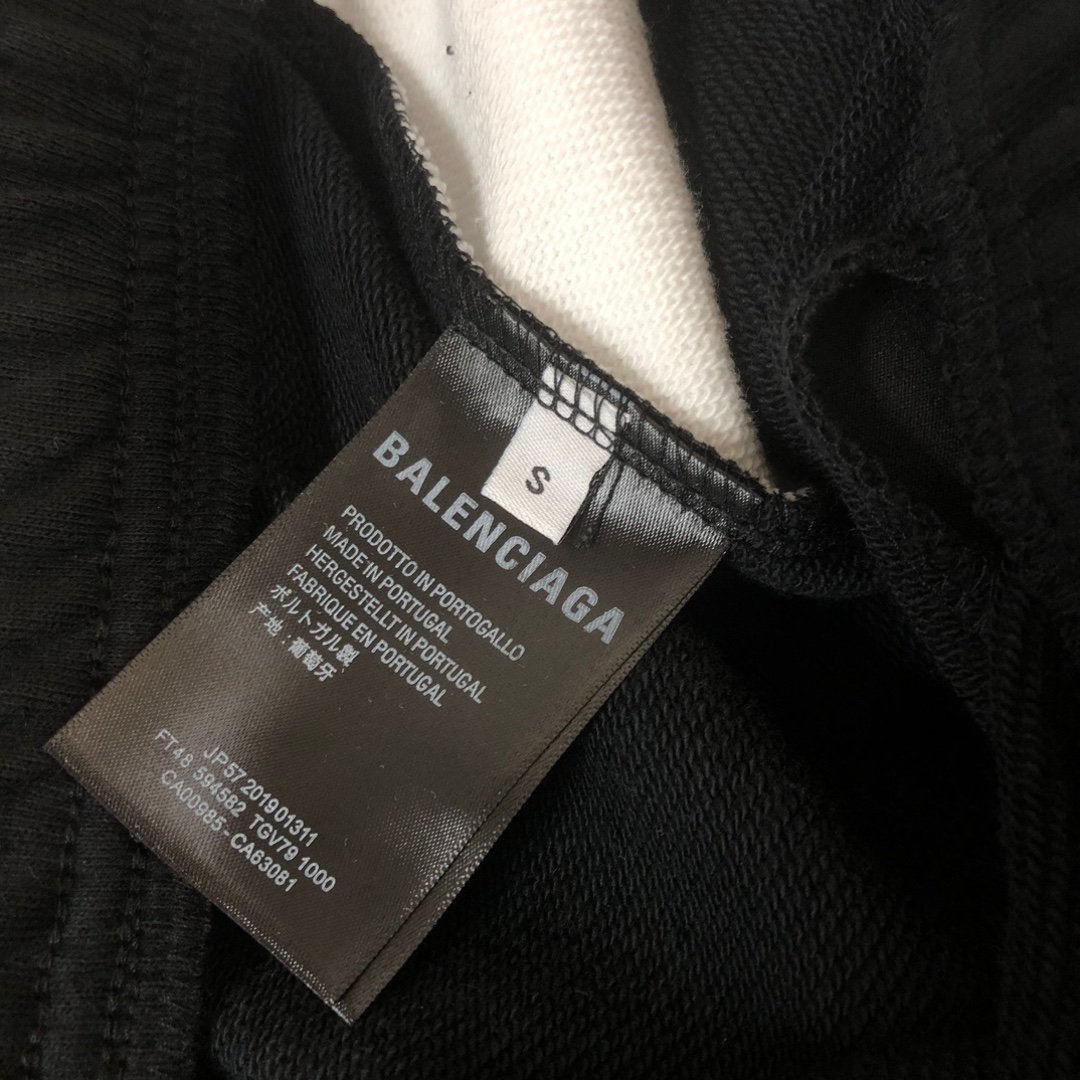 S
BALENCIAGA
PRODOTTO IN PORTOGALLO
MADE IN PORTUGAL
HERGESTELLT IN PORTUGAL
FABRIQUE EN PORTUGAL
ポルトガル製
产地:葡萄牙
JP57 201901311
FT48 594582 TGV79 1000
CA00985-CA63081